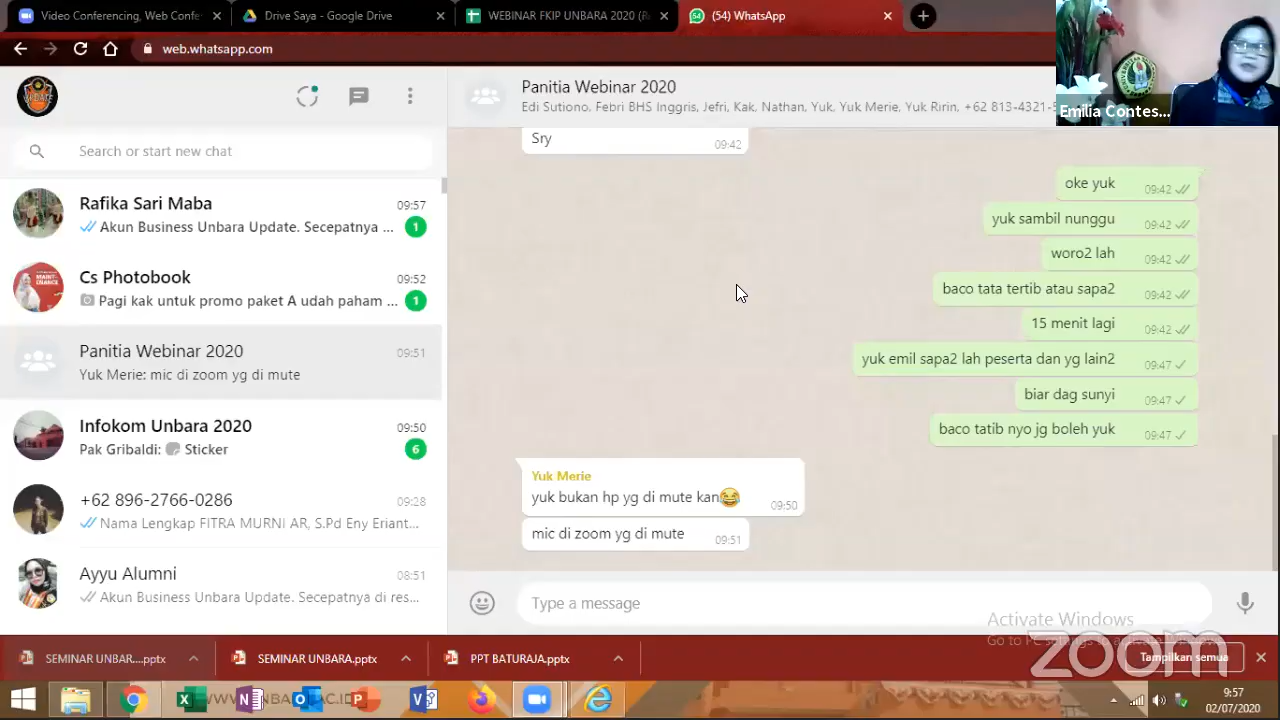 Video Conferencing, Web Confe
Drive Saya - Google Drive
WEBINAR FKIP UNBARA 2020 (R
(54) WhatsApp
web.whatsapp.com
Emilia Contes...
Panitia Webinar 2020
Edi Sutiono, Febri BHS Inggris, Jefri, Kak, Nathan, Yuk, Yuk Merie, Yuk Ririn, +62 813-4321-
Search or start new chat
Rafika Sari Maba
09:57
Akun Business Unbara Update. Secepatnya ...
1
Cs Photobook
09:52
Pagi kak untuk promo paket A udah paham ...
1
Panitia Webinar 2020
09:51
Yuk Merie: mic di zoom yg di mute
Infokom Unbara 2020
09:50
Pak Gribaldi: Sticker
6
+62 896-2766-0286
09:28
Nama Lengkap FITRA MURNI AR, S.Pd Eny Eriant...
Ayyu Alumni
08:51
Akun Business Unbara Update. Secepatnya di res...
Sry
09:42
oke yuk
09:42
yuk sambil nunggu
09:42
woro2 lah
09:42
baco tata tertib atau sapa2
09:42
15 menit lagi
09:42
yuk emil sapa2 lah peserta dan yg lain2
09:47
biar dag sunyi
09:47
baco tatib nyo jg boleh yuk
09:47
Yuk Merie
yuk bukan hp yg di mute kan😂
09:50
mic di zoom yg di mute
09:51
Type a message
Activate Windows
Go to PC settings to activate
zoom
SEMINAR UNBAR....pptx
SEMINAR UNBARA.pptx
PPT BATURAJA.pptx
Tampilkan semua
9:57
02/07/2020